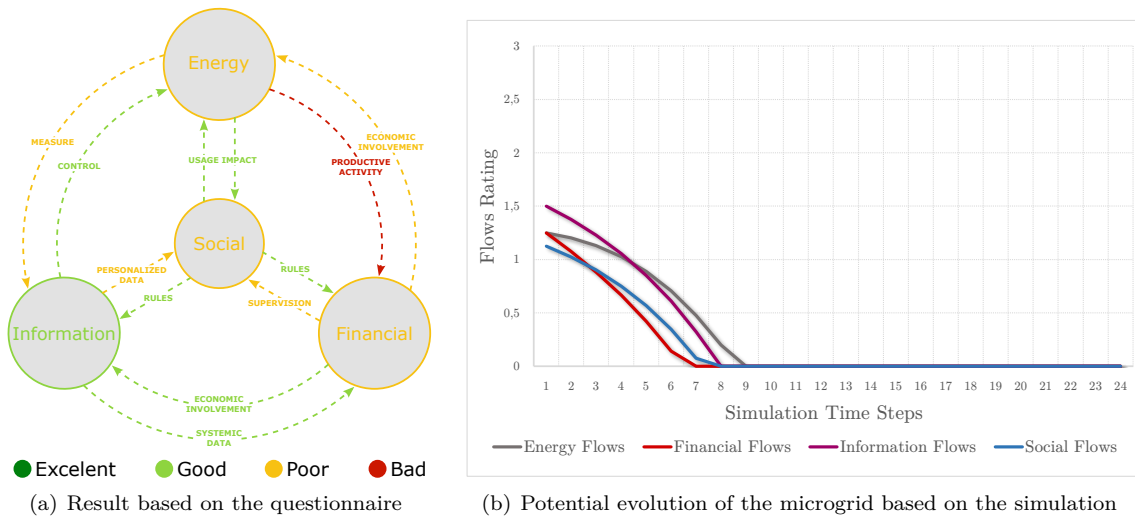 Energy
MEASURE
CONTROL
USAGE IMPACT
ECONOMIC
INVOLVEMENT
PRODUCTIVE
ACTIVITY
Social
PERSONALIZED
DATA
RULES
RULES
SUPERVISION
Information
Financial
ECONOMIC
INVOLVEMENT
SYSTEMIC
DATA
Excelent
Good
Poor
Bad
(a) Result based on the questionnaire
Flows Rating
3
2,5
2
1,5
1
0,5
0
1 2 3 4 5 6 7 8 9 10 11 12 13 14 15 16 17 18 19 20 21 22 23 24
Simulation Time Steps
Energy Flows Financial Flows Information Flows Social Flows
(b) Potential evolution of the microgrid based on the simulation